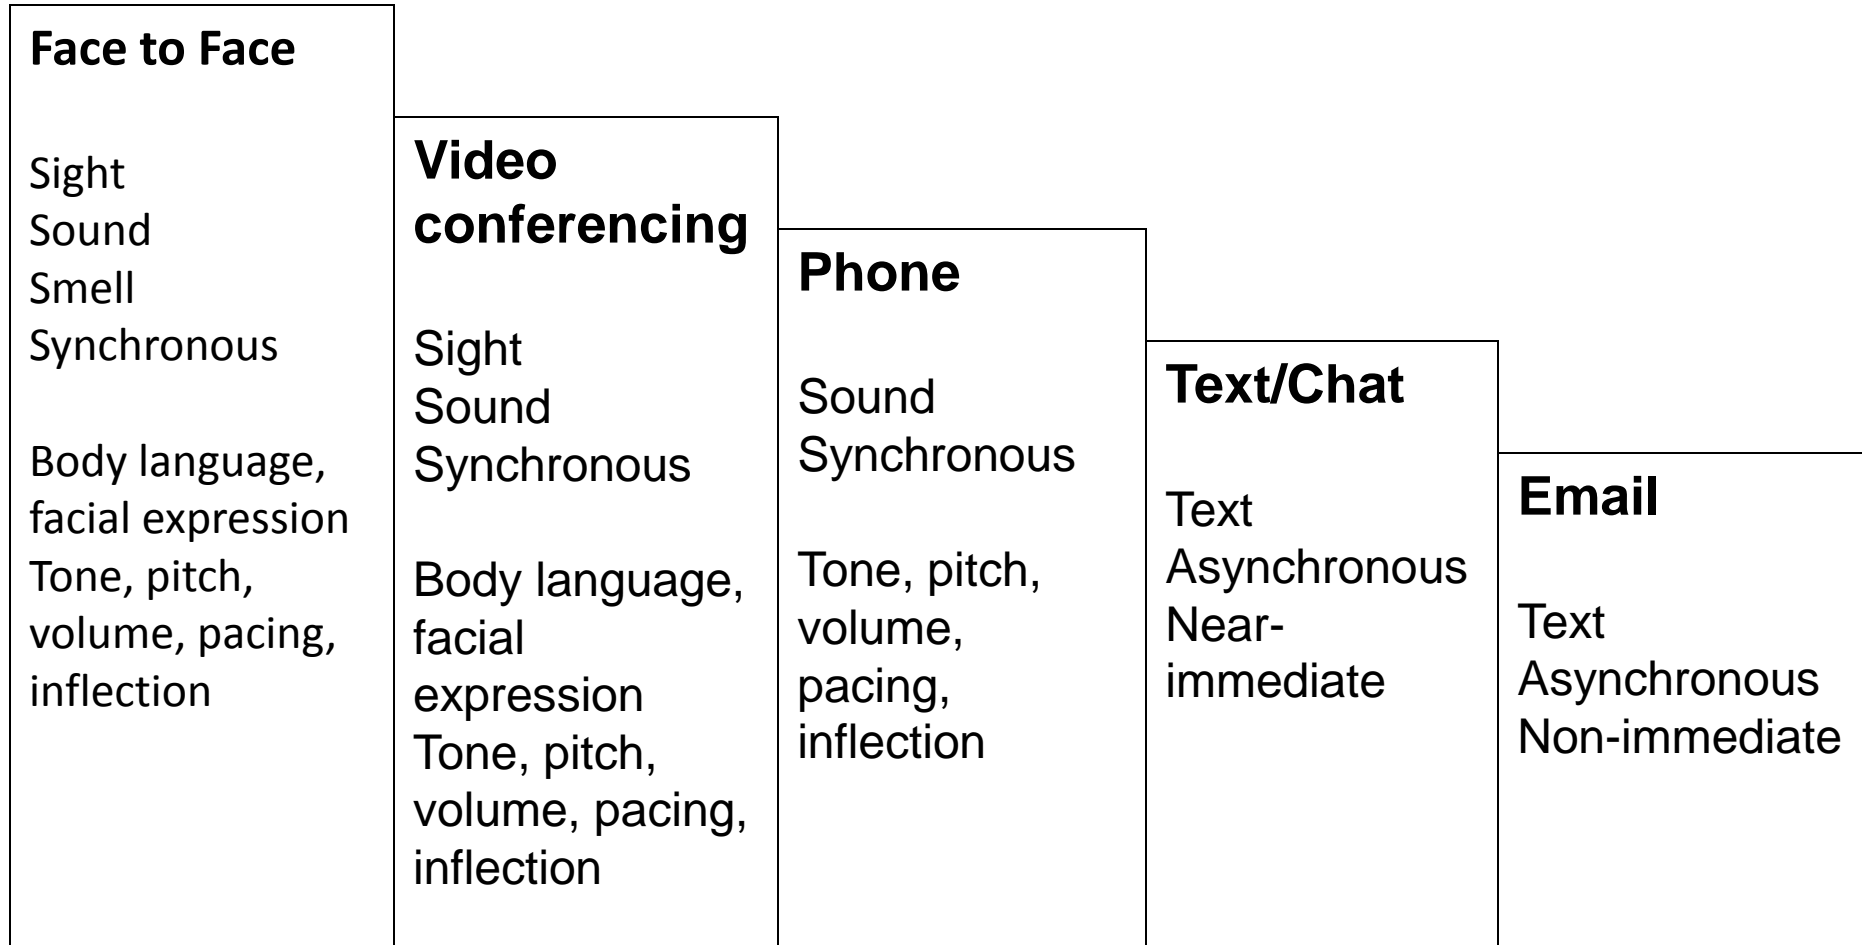 Face to Face
Sight
Sound
Smell
Synchronous
Body language,
facial expression
Tone, pitch,
volume, pacing,
inflection
Video
conferencing
Sight
Sound
Synchronous
Body language,
facial
expression
Tone, pitch,
volume, pacing,
inflection
Phone
Sound
Synchronous
Tone, pitch,
volume,
pacing,
inflection
Text/Chat
Text
Asynchronous
Near-
immediate
Email
Text
Asynchronous
Non-immediate